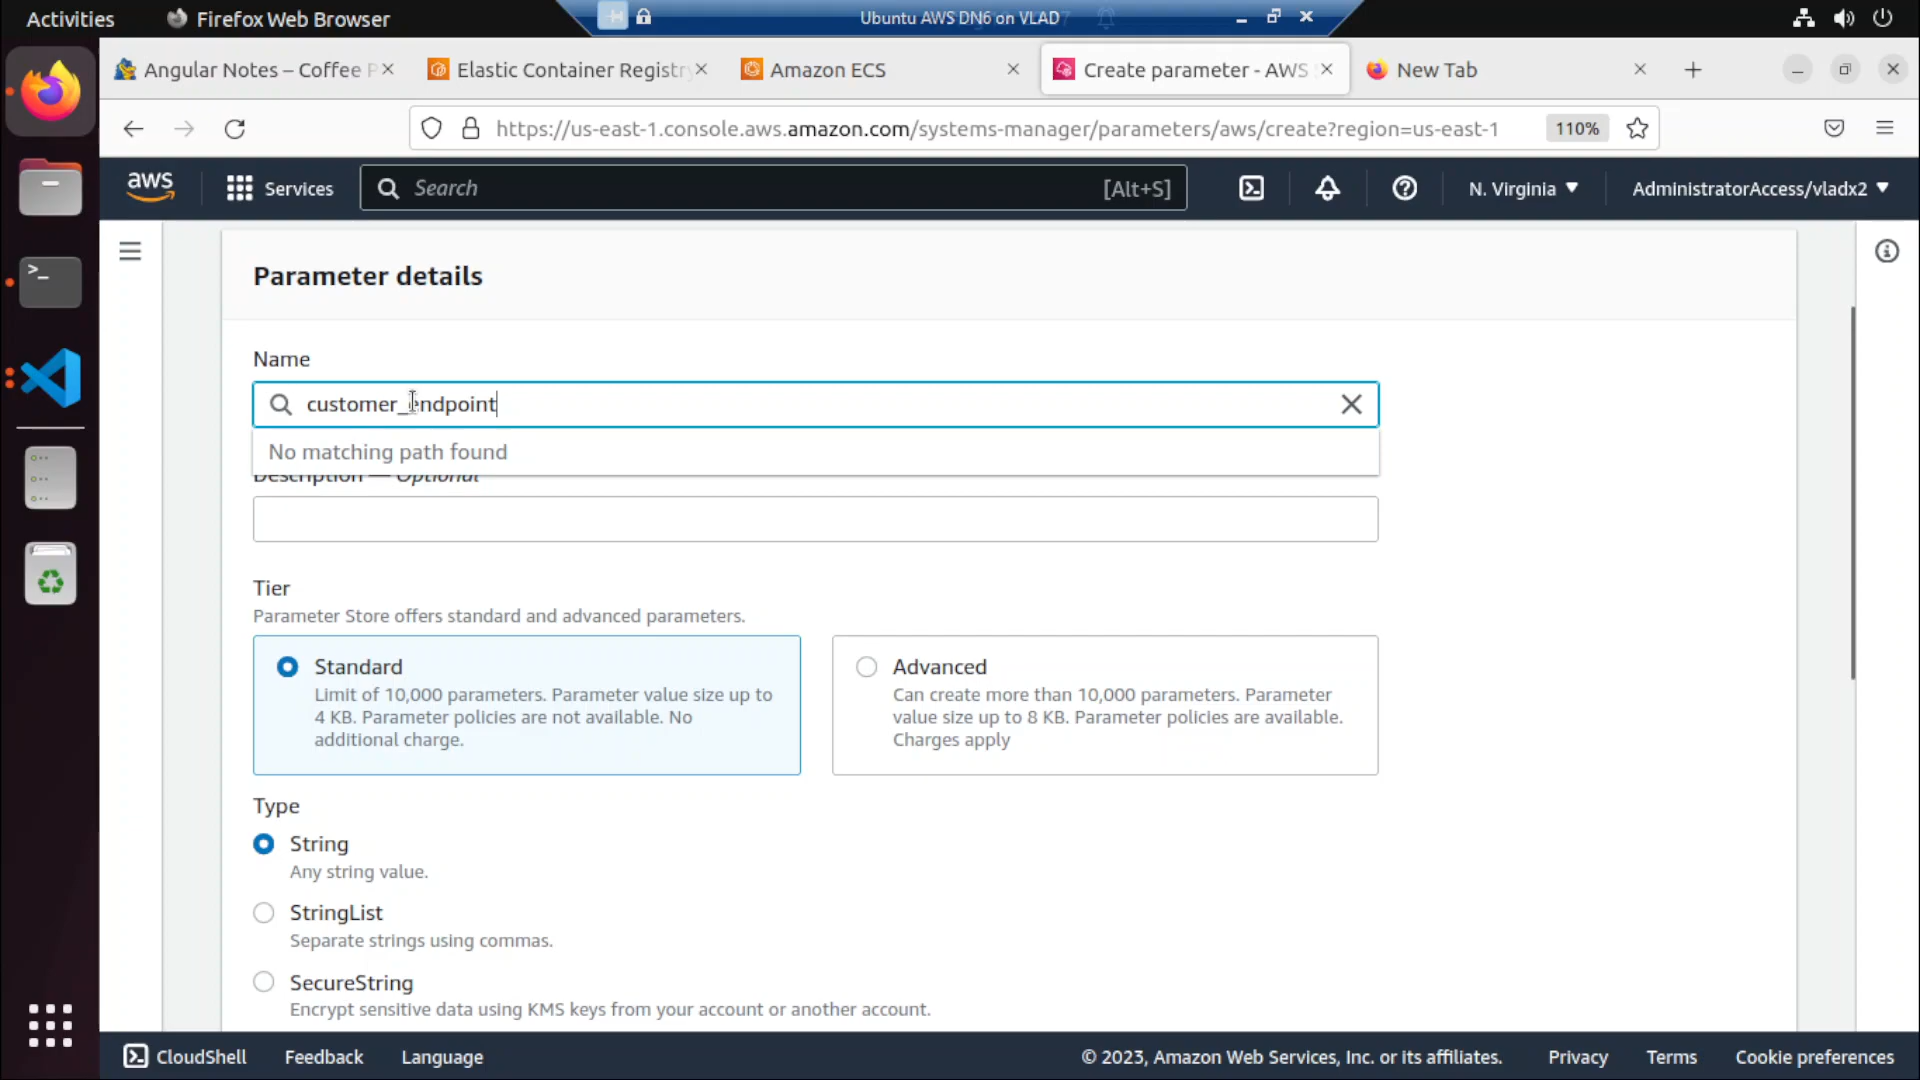 Activities
Firefox Web Browser
Ubuntu AWS DN6 on VLAD
Angular Notes – Coffee P
Elastic Container Registry
Amazon ECS
Create parameter - AWS
New Tab
https://us-east-1.console.aws.amazon.com/systems-manager/parameters/aws/create?region=us-east-1
110%
aws
Services
Search
[Alt+S]
N. Virginia
AdministratorAccess/vladx2
Parameter details
Name
customer_endpoint
No matching path found
Description — Optional
Tier
Parameter Store offers standard and advanced parameters.
Standard
Limit of 10,000 parameters. Parameter value size up to
4 KB. Parameter policies are not available. No
additional charge.
Advanced
Can create more than 10,000 parameters. Parameter
value size up to 8 KB. Parameter policies are available.
Charges apply
Type
String
Any string value.
StringList
Separate strings using commas.
SecureString
Encrypt sensitive data using KMS keys from your account or another account.
CloudShell
Feedback
Language
© 2023, Amazon Web Services, Inc. or its affiliates.
Privacy
Terms
Cookie preferences